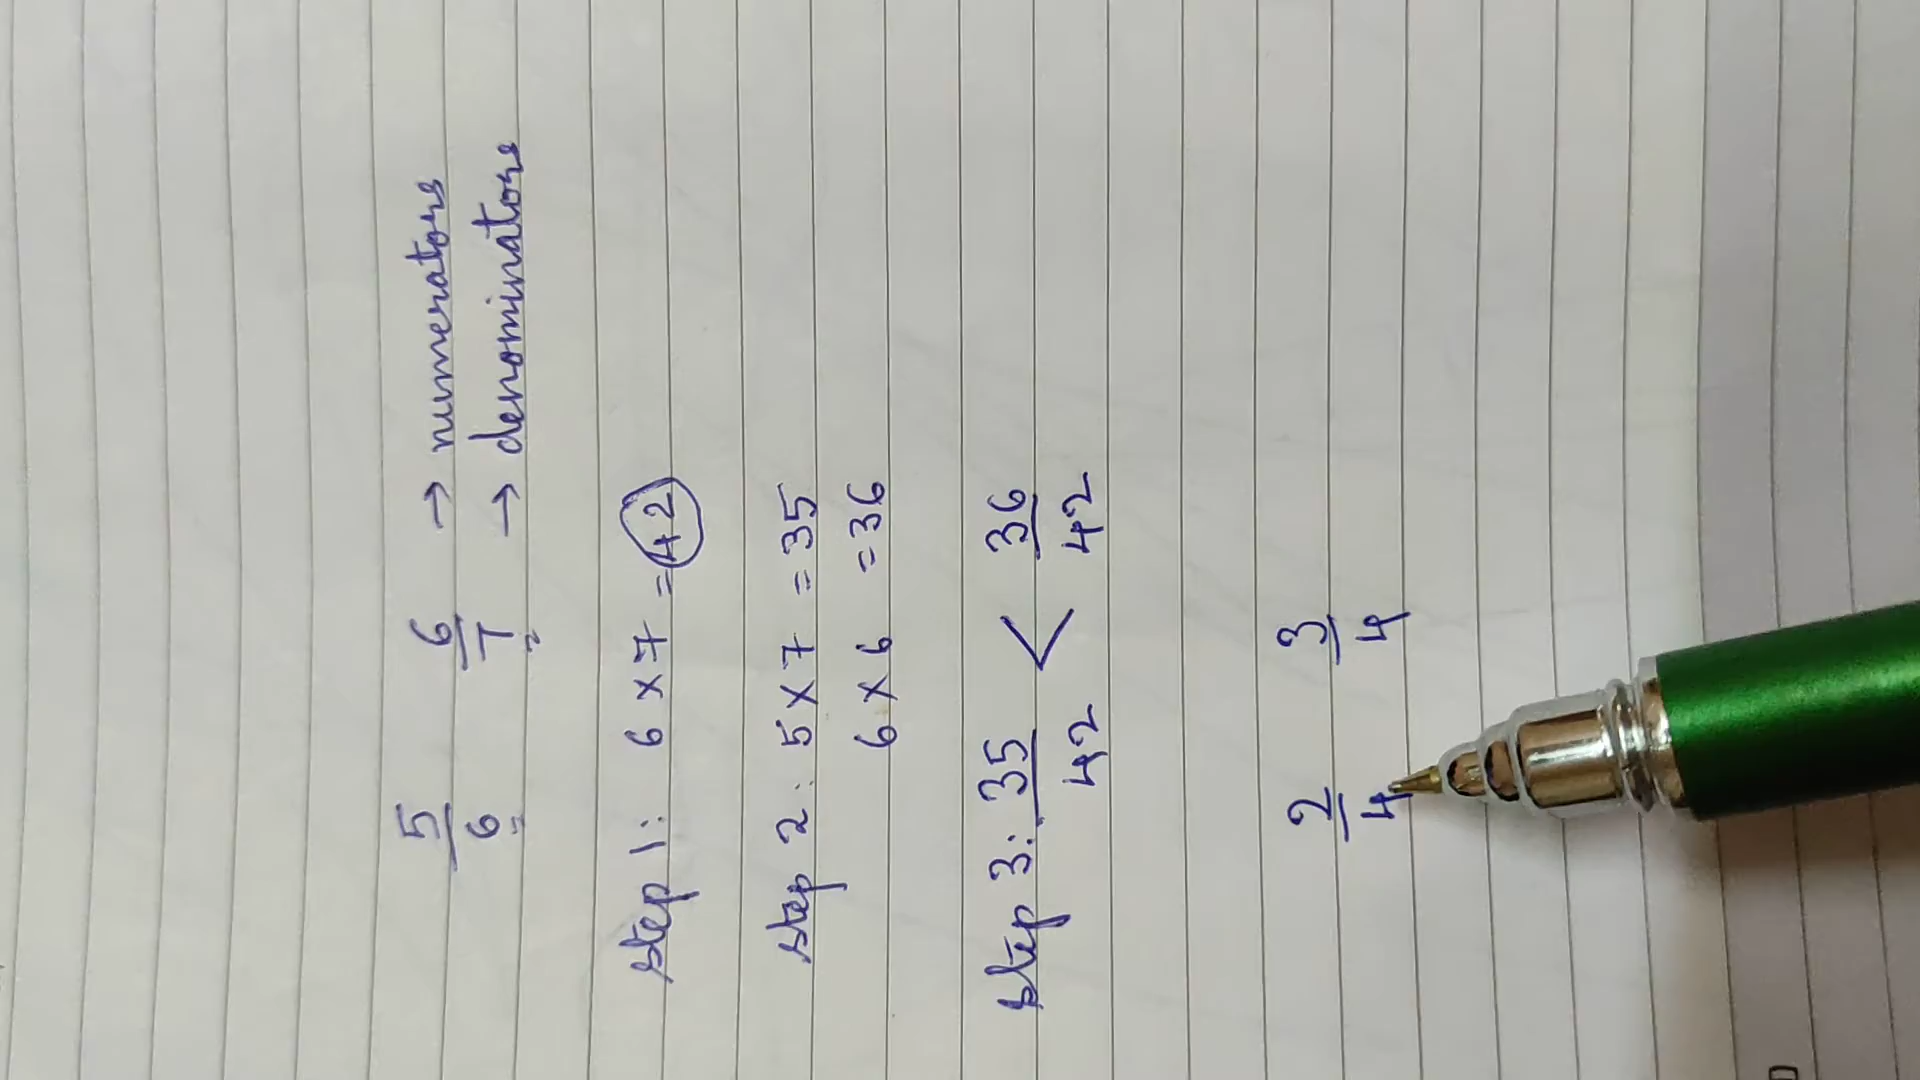 5/6 6/7 → numerators
→ denominators
Step 1: 6 x 7 = 42
Step 2: 5 x 7 = 35
6 x 6 = 36
Step 3: 35/42 < 36/42
2/4 3/4